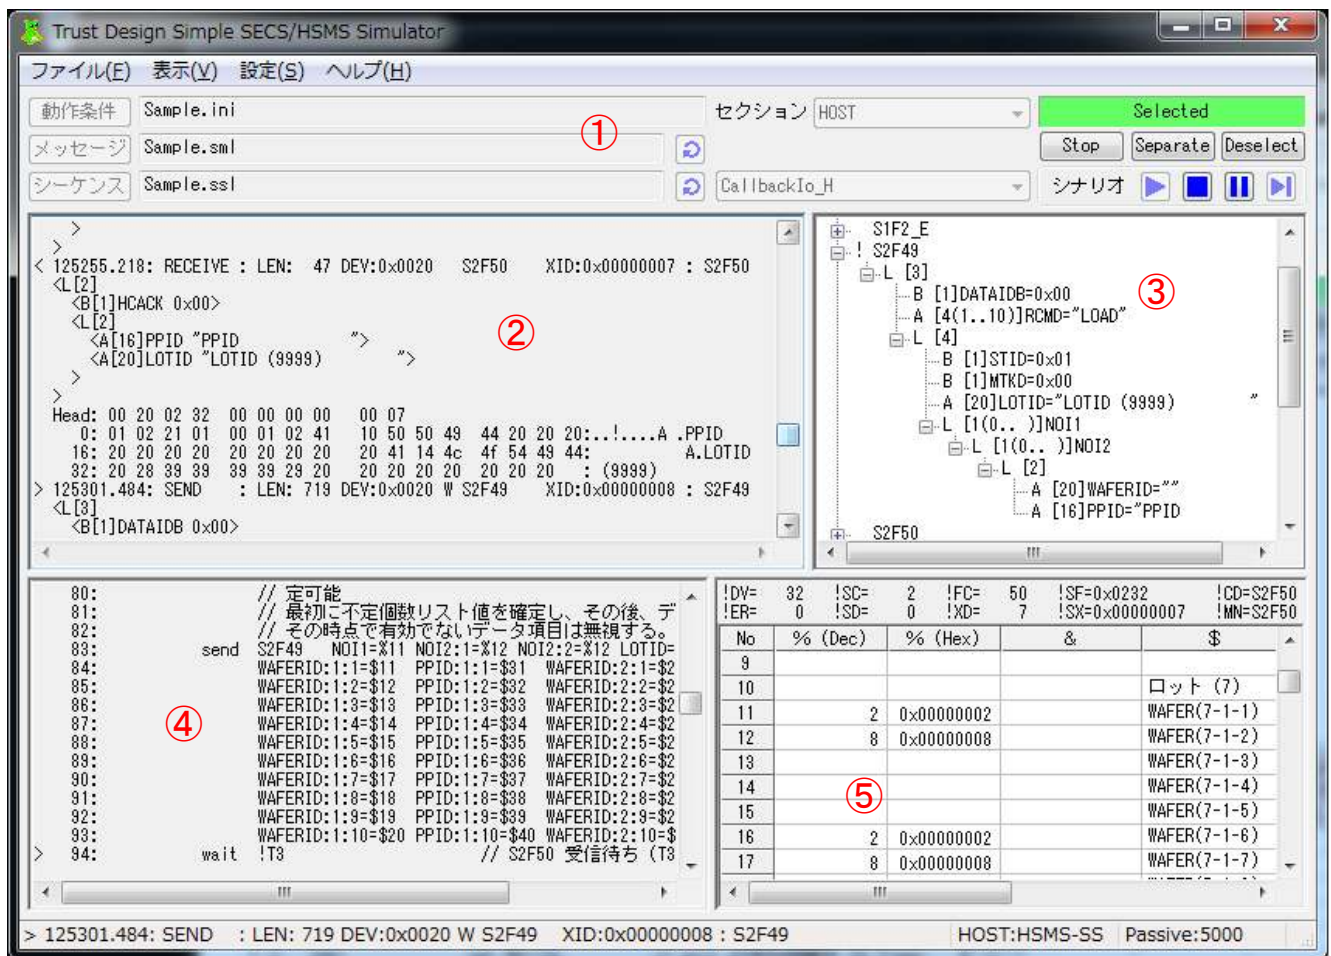 Trust Design Simple SECS/HSMS Simulator
ファイル(F) 表示(V) 設定(S) ヘルプ(H)
動作条件 Sample.ini セクション HOST Selected
①
メッセージ Sample.sml Stop Separate Deselect
シーケンス Sample.ssl CallbackIo_H シナリオ
>
>
< 125255.218: RECEIVE : LEN: 47 DEV:0x0020 S2F50 XID:0x00000007 : S2F50
<L[2]
<B[1]HCACK 0x00>
<L[2]
②
<A[16]PPID "PPID ">
<A[20]LOTID "LOTID (9999) ">
>
>
Head: 00 20 02 32 00 00 00 00 00 07
0: 01 02 21 01 00 01 02 41 10 50 50 49 44 20 20 20:..!....A .PPID
16: 20 20 20 20 20 20 20 20 20 41 14 4c 4f 54 49 44: A.LOTID
32: 20 28 39 39 39 39 29 20 20 20 20 20 20 20 20 : (9999)
> 125301.484: SEND : LEN: 719 DEV:0x0020 W S2F49 XID:0x00000008 : S2F49
<L[3]
<B[1]DATAIDB 0x00>
S1F2_E
! S2F49
L [3]
B [1]DATAIDB=0x00
③
A [4(1..10)]RCMD="LOAD"
L [4]
B [1]STID=0x01
B [1]MTKD=0x00
A [20]LOTID="LOTID (9999) "
L [1(0.. )]NOI1
L [1(0.. )]NOI2
L [2]
A [20]WAFERID=""
A [16]PPID="PPID
S2F50
80: // 定可能
81: // 最初に不定個数リスト値を確定し、その後、デ
82: // その時点で有効でないデータ項目は無視する。
83: send S2F49 NOI1=%11 NOI2:1=%12 NOI2:2=%12 LOTID=
84: WAFERID:1:1=$11 PPID:1:1=$31 WAFERID:2:1=$2
85: WAFERID:1:2=$12 PPID:1:2=$32 WAFERID:2:2=$2
86: WAFERID:1:3=$13 PPID:1:3=$33 WAFERID:2:3=$2
87: WAFERID:1:4=$14 PPID:1:4=$34 WAFERID:2:4=$2
④
88: WAFERID:1:5=$15 PPID:1:5=$35 WAFERID:2:5=$2
89: WAFERID:1:6=$16 PPID:1:6=$36 WAFERID:2:6=$2
90: WAFERID:1:7=$17 PPID:1:7=$37 WAFERID:2:7=$2
91: WAFERID:1:8=$18 PPID:1:8=$38 WAFERID:2:8=$2
92: WAFERID:1:9=$19 PPID:1:9=$39 WAFERID:2:9=$2
93: WAFERID:1:10=$20 PPID:1:10=$40 WAFERID:2:10=$
> 94: wait !T3 // S2F50 受信待ち (T3
!DV= 32 !SC= 2 !FC= 50 !SF=0x0232 !CD=S2F50
!ER= 0 !SD= 0 !XD= 7 !SX=0x00000007 !MN=S2F50
No % (Dec) % (Hex) & $
9
10 ロット (7)
11 2 0x00000002 WAFER(7-1-1)
12 8 0x00000008 WAFER(7-1-2)
13 WAFER(7-1-3)
14 WAFER(7-1-4)
⑤
15 WAFER(7-1-5)
16 2 0x00000002 WAFER(7-1-6)
17 8 0x00000008 WAFER(7-1-7)
> 125301.484: SEND : LEN: 719 DEV:0x0020 W S2F49 XID:0x00000008 : S2F49 HOST:HSMS-SS Passive:5000